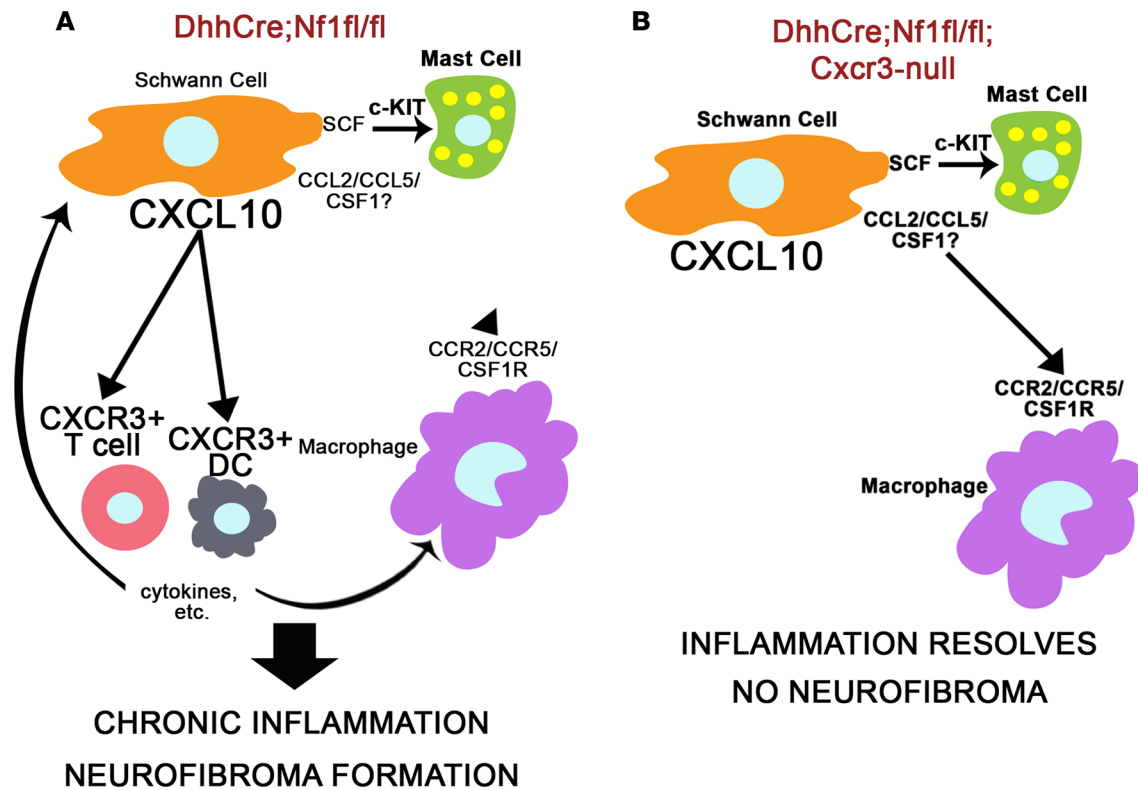 A
DhhCre;Nf1fl/fl
Schwann Cell
Mast Cell
c-KIT
SCF
CCL2/CCL5/
CSF1?
CXCL10
CCR2/CCR5/
CSF1R
CXCR3+
T cell
CXCR3+
DC
Macrophage
cytokines,
etc.
CHRONIC INFLAMMATION
NEUROFIBROMA FORMATION
B
DhhCre;Nf1fl/fl;
Cxcr3-null
Schwann Cell
Mast Cell
c-KIT
SCF
CCL2/CCL5/
CSF1?
CXCL10
CCR2/CCR5/
CSF1R
Macrophage
INFLAMMATION RESOLVES
NO NEUROFIBROMA